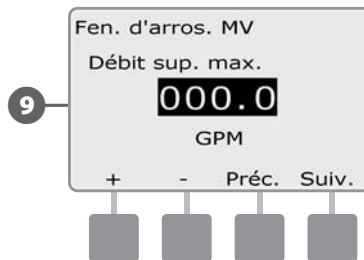 Fen. d'arros. MV
Débit sup. max.
9
000.0
GPM
+ - Préc. Suiv.